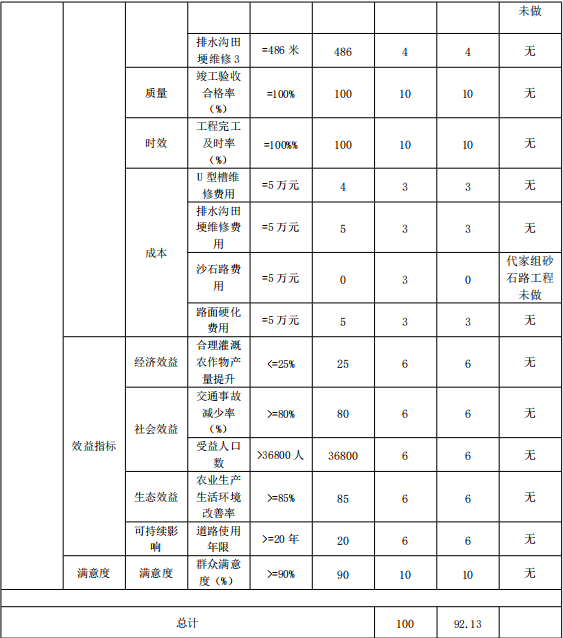 未做
排水沟田埂维修3 =486 米 486 4 4 无
质量 竣工验收合格率（%） =100% 100 10 10 无
时效 工程完工及时率（%） =100%% 100 10 10 无
成本 U 型槽维修费用 =5 万元 4 3 3 无
排水沟田埂维修费用 =5 万元 5 3 3 无
沙石路费用 =5 万元 0 3 0 代家组砂石路工程未做
路面硬化费用 =5 万元 5 3 3 无
效益指标 经济效益 合理灌溉农作物产量提升 <=25% 25 6 6 无
社会效益 交通事故减少率（%） >=80% 80 6 6 无
受益人口数 >36800 人 36800 6 6 无
生态效益 农业生产生活环境改善率 >=85% 85 6 6 无
可持续影响 道路使用年限 >=20 年 20 6 6 无
满意度 满意度 群众满意度（%） >=90% 90 10 10 无
总计 100 92.13